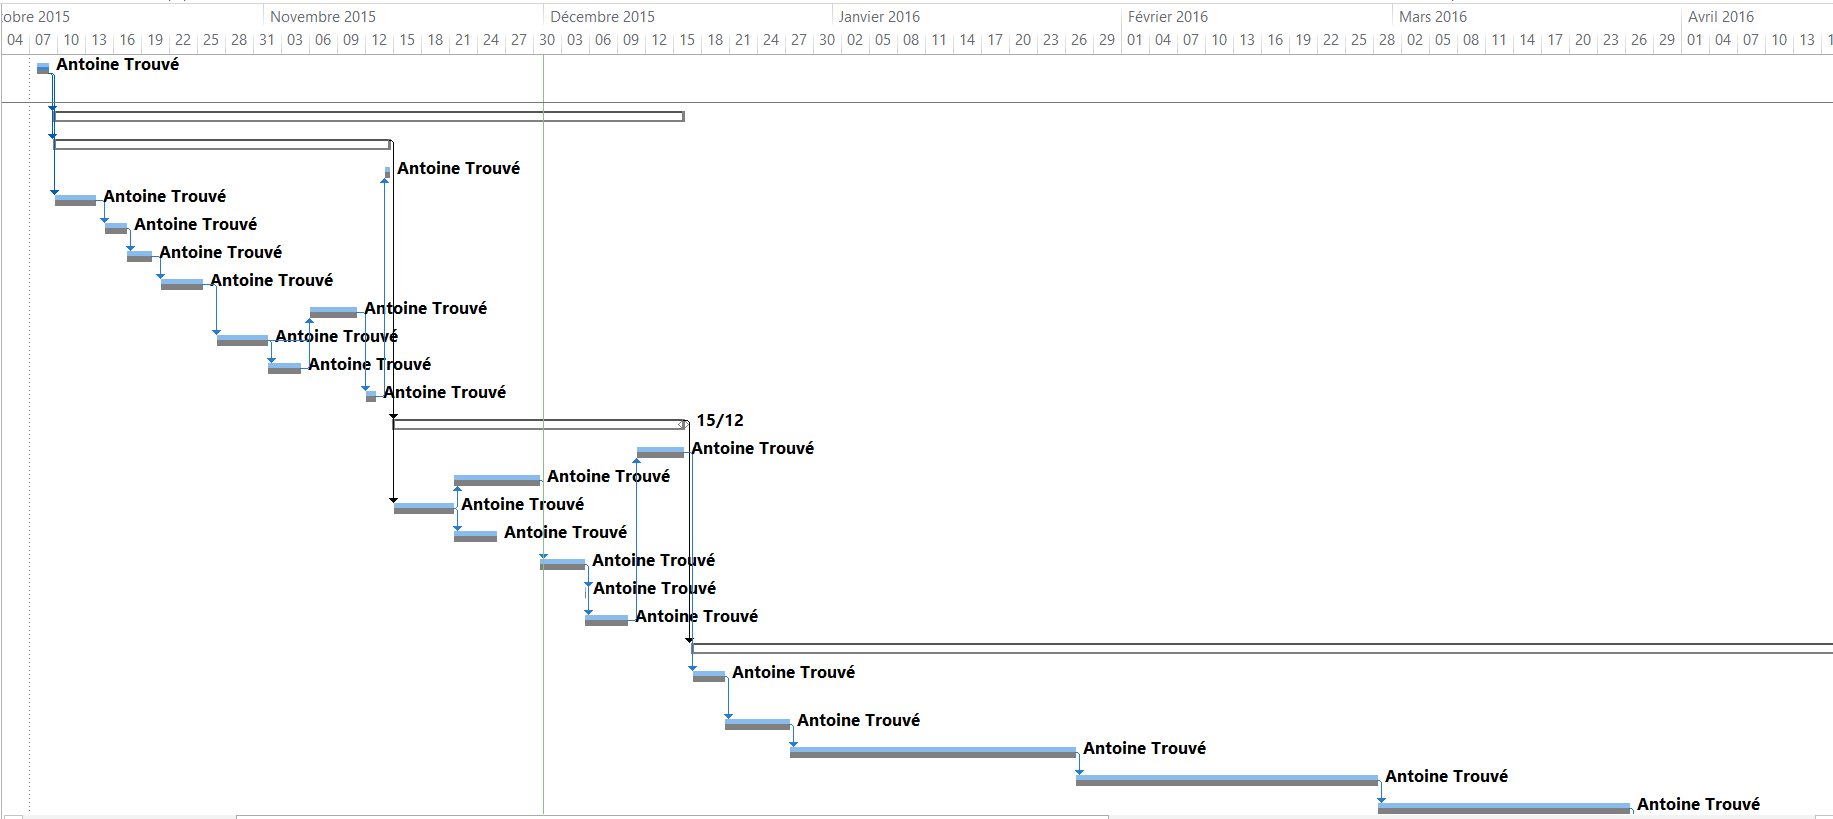 obre 2015 Novembre 2015 Décembre 2015 Janvier 2016 Février 2016 Mars 2016 Avril 2016
04 07 10 13 16 19 22 25 28 31 03 06 09 12 15 18 21 24 27 30 03 06 09 12 15 18 21 24 27 30 02 05 08 11 14 17 20 23 26 29 01 04 07 10 13 16 19 22 25 28 02 05 08 11 14 17 20 23 26 29 01 04 07 10 13 1
Antoine Trouvé
Antoine Trouvé
Antoine Trouvé
Antoine Trouvé
Antoine Trouvé
Antoine Trouvé
Antoine Trouvé
Antoine Trouvé
Antoine Trouvé
Antoine Trouvé
15/12
Antoine Trouvé
Antoine Trouvé
Antoine Trouvé
Antoine Trouvé
Antoine Trouvé
Antoine Trouvé
Antoine Trouvé
Antoine Trouvé
Antoine Trouvé
Antoine Trouvé
Antoine Trouvé
Antoine Trouvé